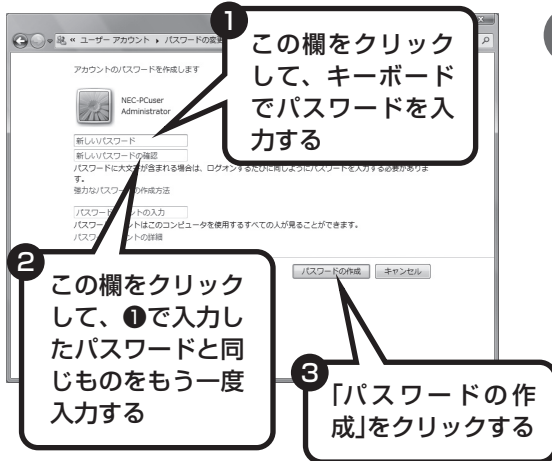 « ユーザー アカウント ▸ パスワードの変更
アカウントのパスワードを作成します
NEC-PCuser
Administrator
新しいパスワード
新しいパスワードの確認
パスワードに大文字が含まれる場合は、ログオンするたびに同じようにパスワードを入力する必要がありま
す。
強力なパスワードの作成方法
パスワード ントの入力
パスワー ントはこのコンピュータを使用するすべての人が見ることができます。
パスワ ントの詳細
パスワードの作成 キャンセル
❶
この欄をクリック
して、キーボード
でパスワードを入
力する
❷
この欄をクリック
して、❶で入力し
たパスワードと同
じものをもう一度
入力する
❸
「パスワードの作
成」をクリックする